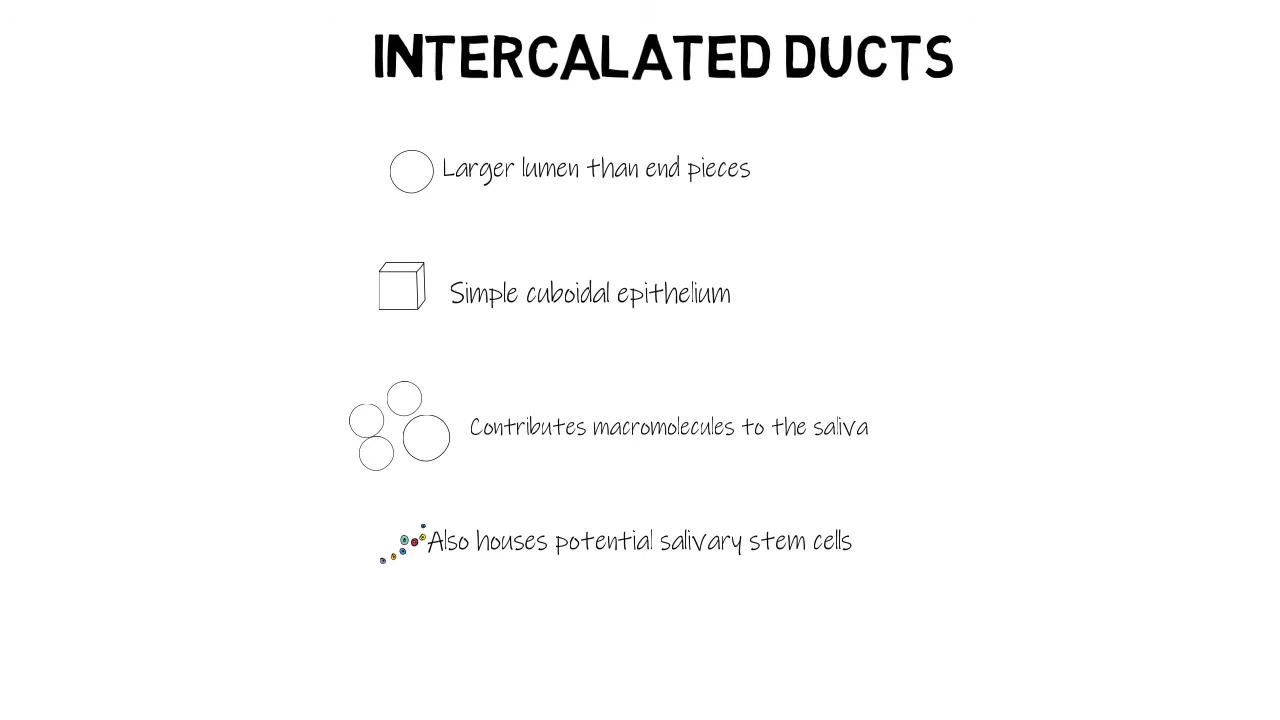 INTERCALATED DUCTS
Larger lumen than end pieces
Simple cuboidal epithelium
Contributes macromolecules to the saliva
Also houses potential salivary stem cells